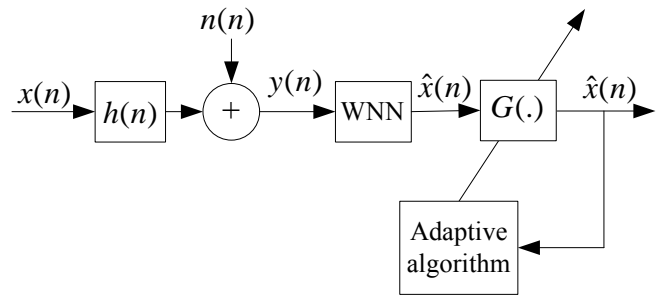 n(n)
x(n)
h(n)
+
y(n)
WNN
x̂(n)
G(.)
x̂(n)
Adaptive
algorithm